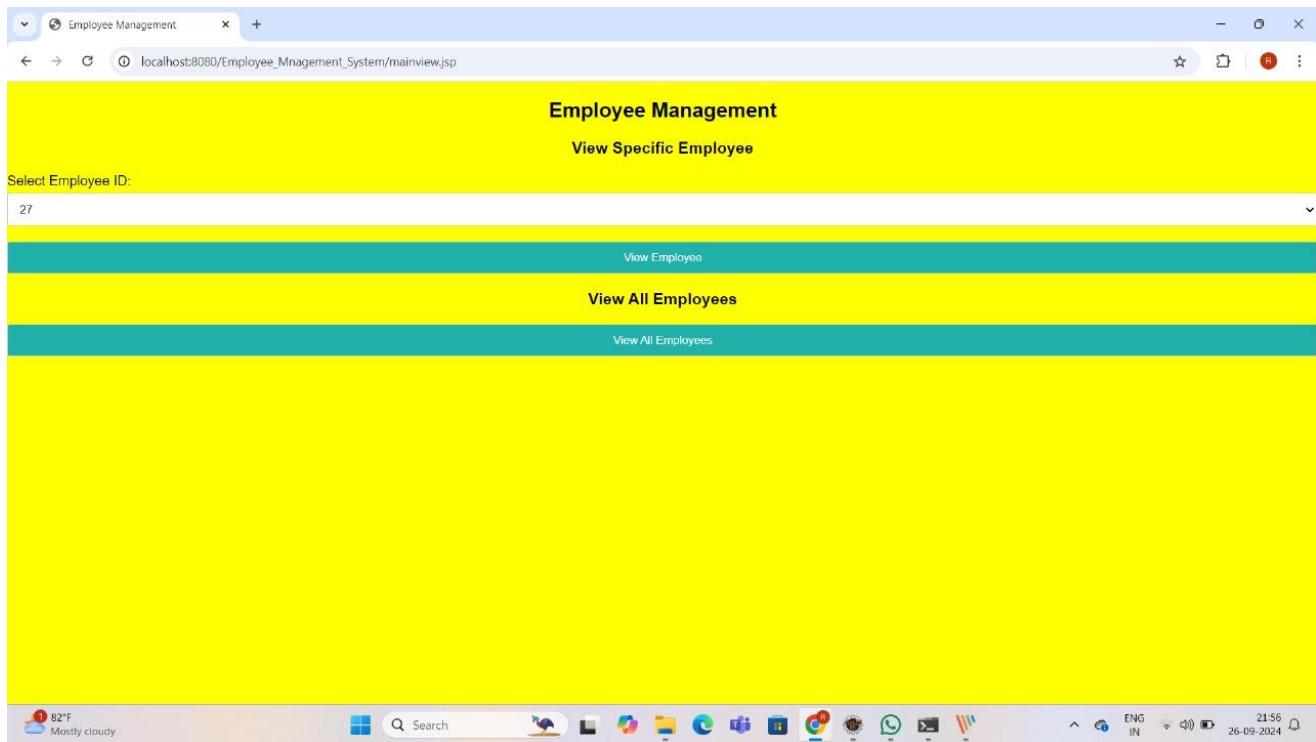 Employee Management
localhost:8080/Employee_Mnagement_System/mainview.jsp
R
Employee Management
View Specific Employee
Select Employee ID:
27
View Employee
View All Employees
View All Employees
1
82°F
Mostly cloudy
Search
ENG
IN
21:56
26-09-2024